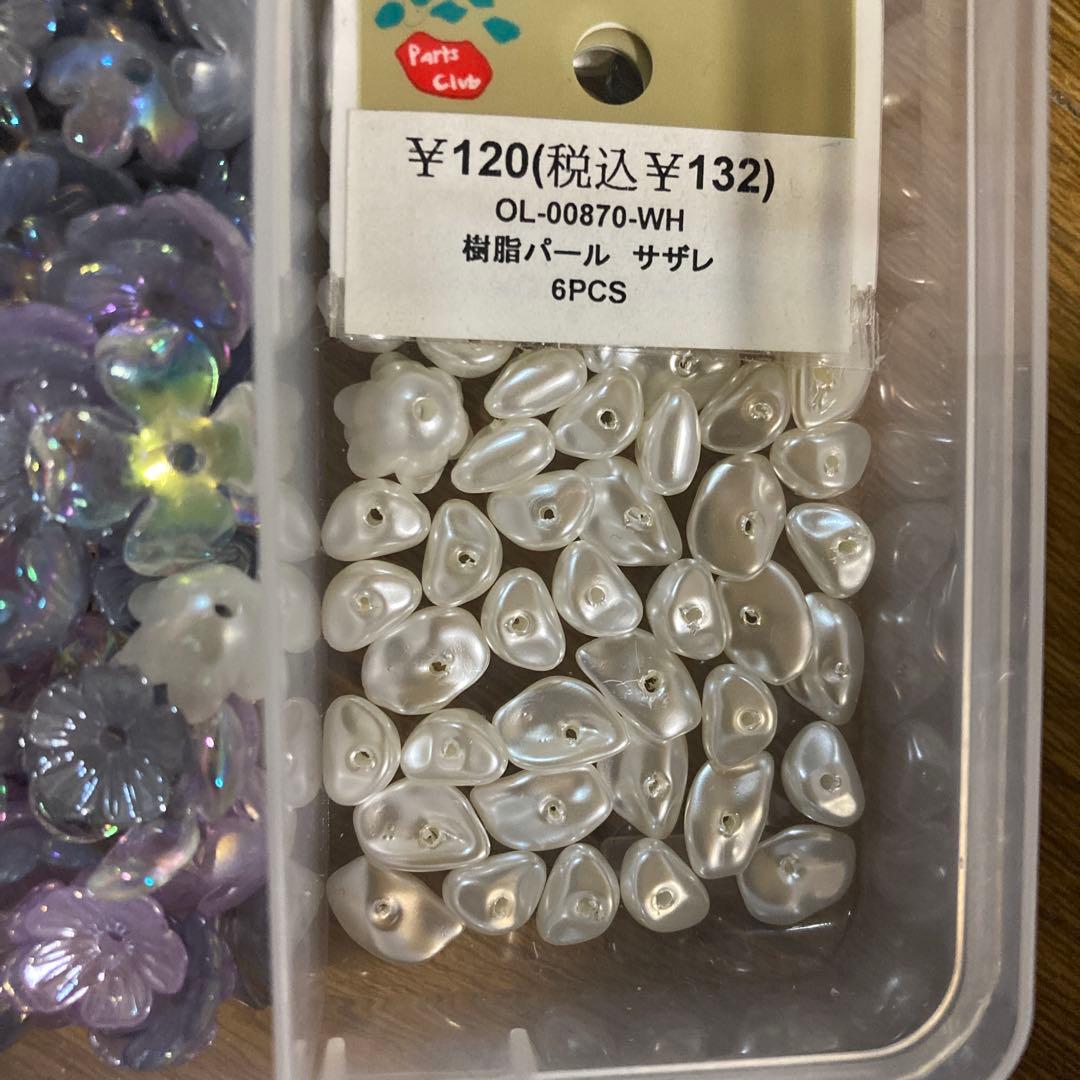 Parts
Club
¥120(税込¥132)
OL-00870-WH
樹脂パール サザレ
6PCS